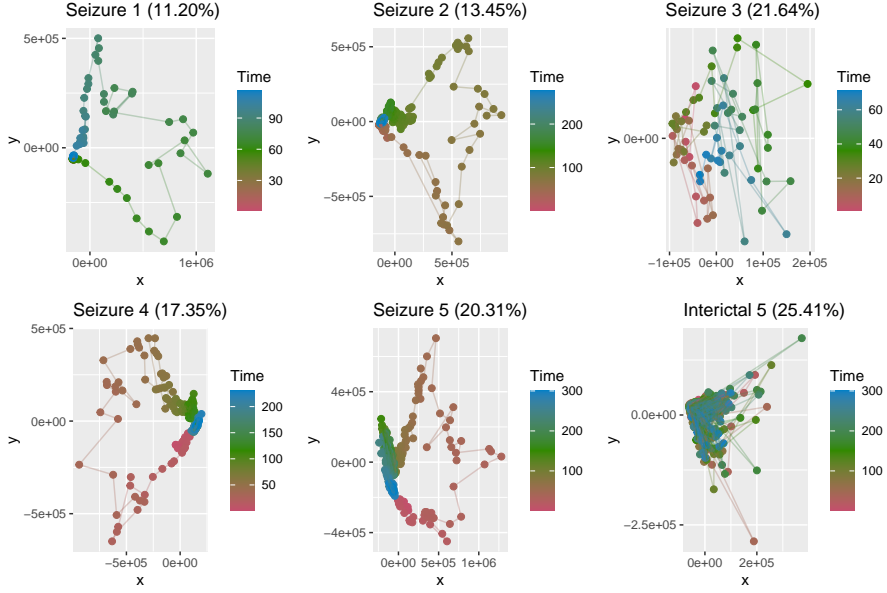 Seizure 1 (11.20%)
5e+05
0e+00
0e+00
1e+06
x
y
Time
90
60
30
Seizure 2 (13.45%)
5e+05
0e+00
−5e+05
0e+00
5e+05
x
y
Time
200
100
Seizure 3 (21.64%)
0e+00
−1e+05
0e+00
1e+05
2e+05
x
y
Time
60
40
20
Seizure 4 (17.35%)
5e+05
0e+00
−5e+05
−5e+05
0e+00
x
y
Time
200
150
100
50
Seizure 5 (20.31%)
4e+05
0e+00
−4e+05
0e+00
5e+05
1e+06
x
y
Time
300
200
100
Interictal 5 (25.41%)
0.0e+00
−2.5e+05
0e+00
2e+05
x
y
Time
300
200
100